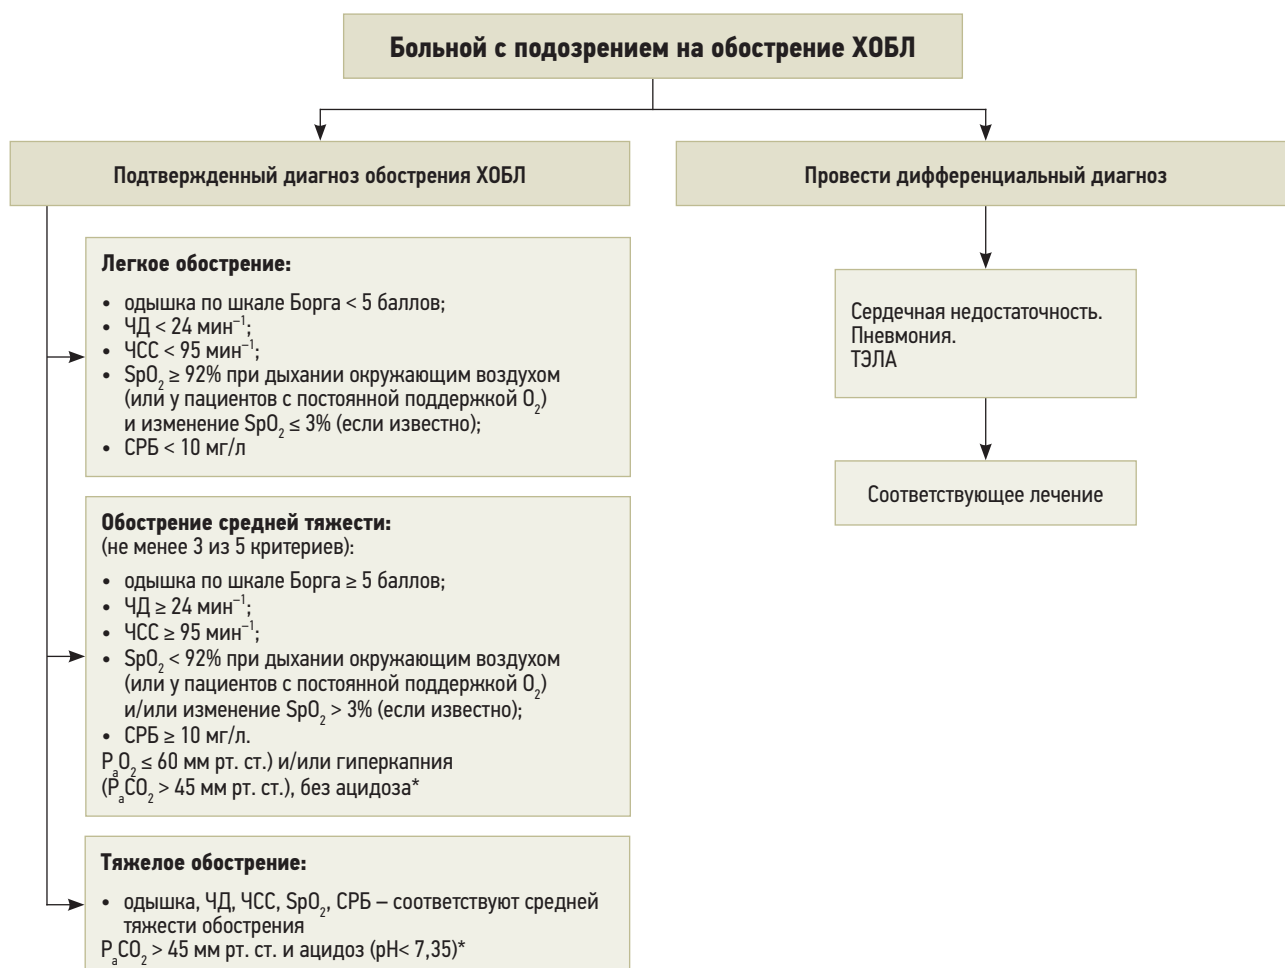 Больной с подозрением на обострение ХОБЛ
Подтвержденный диагноз обострения ХОБЛ
Легкое обострение:
• одышка по шкале Борга < 5 баллов;
• ЧД < 24 мин⁻¹;
• ЧСС < 95 мин⁻¹;
• SpO₂ ≥ 92% при дыхании окружающим воздухом
(или у пациентов с постоянной поддержкой O₂)
и изменение SpO₂ ≤ 3% (если известно);
• СРБ < 10 мг/л
Обострение средней тяжести:
(не менее 3 из 5 критериев):
• одышка по шкале Борга ≥ 5 баллов;
• ЧД ≥ 24 мин⁻¹;
• ЧСС ≥ 95 мин⁻¹;
• SpO₂ < 92% при дыхании окружающим воздухом
(или у пациентов с постоянной поддержкой O₂)
и/или изменение SpO₂ > 3% (если известно);
• СРБ ≥ 10 мг/л.
PₐO₂ ≤ 60 мм рт. ст.) и/или гиперкапния
(PₐCO₂ > 45 мм рт. ст.), без ацидоза*
Тяжелое обострение:
• одышка, ЧД, ЧСС, SpO₂, СРБ – соответствуют средней
тяжести обострения
PₐCO₂ > 45 мм рт. ст. и ацидоз (pH< 7,35)*
Провести дифференциальный диагноз
Сердечная недостаточность.
Пневмония.
ТЭЛА
Соответствующее лечение